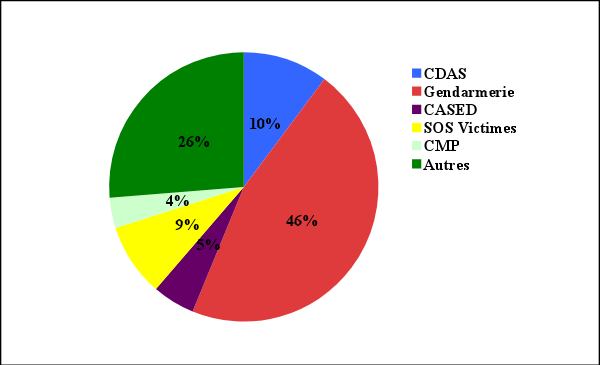 10%
46%
5%
9%
4%
26%
CDAS
Gendarmerie
CASED
SOS Victimes
CMP
Autres